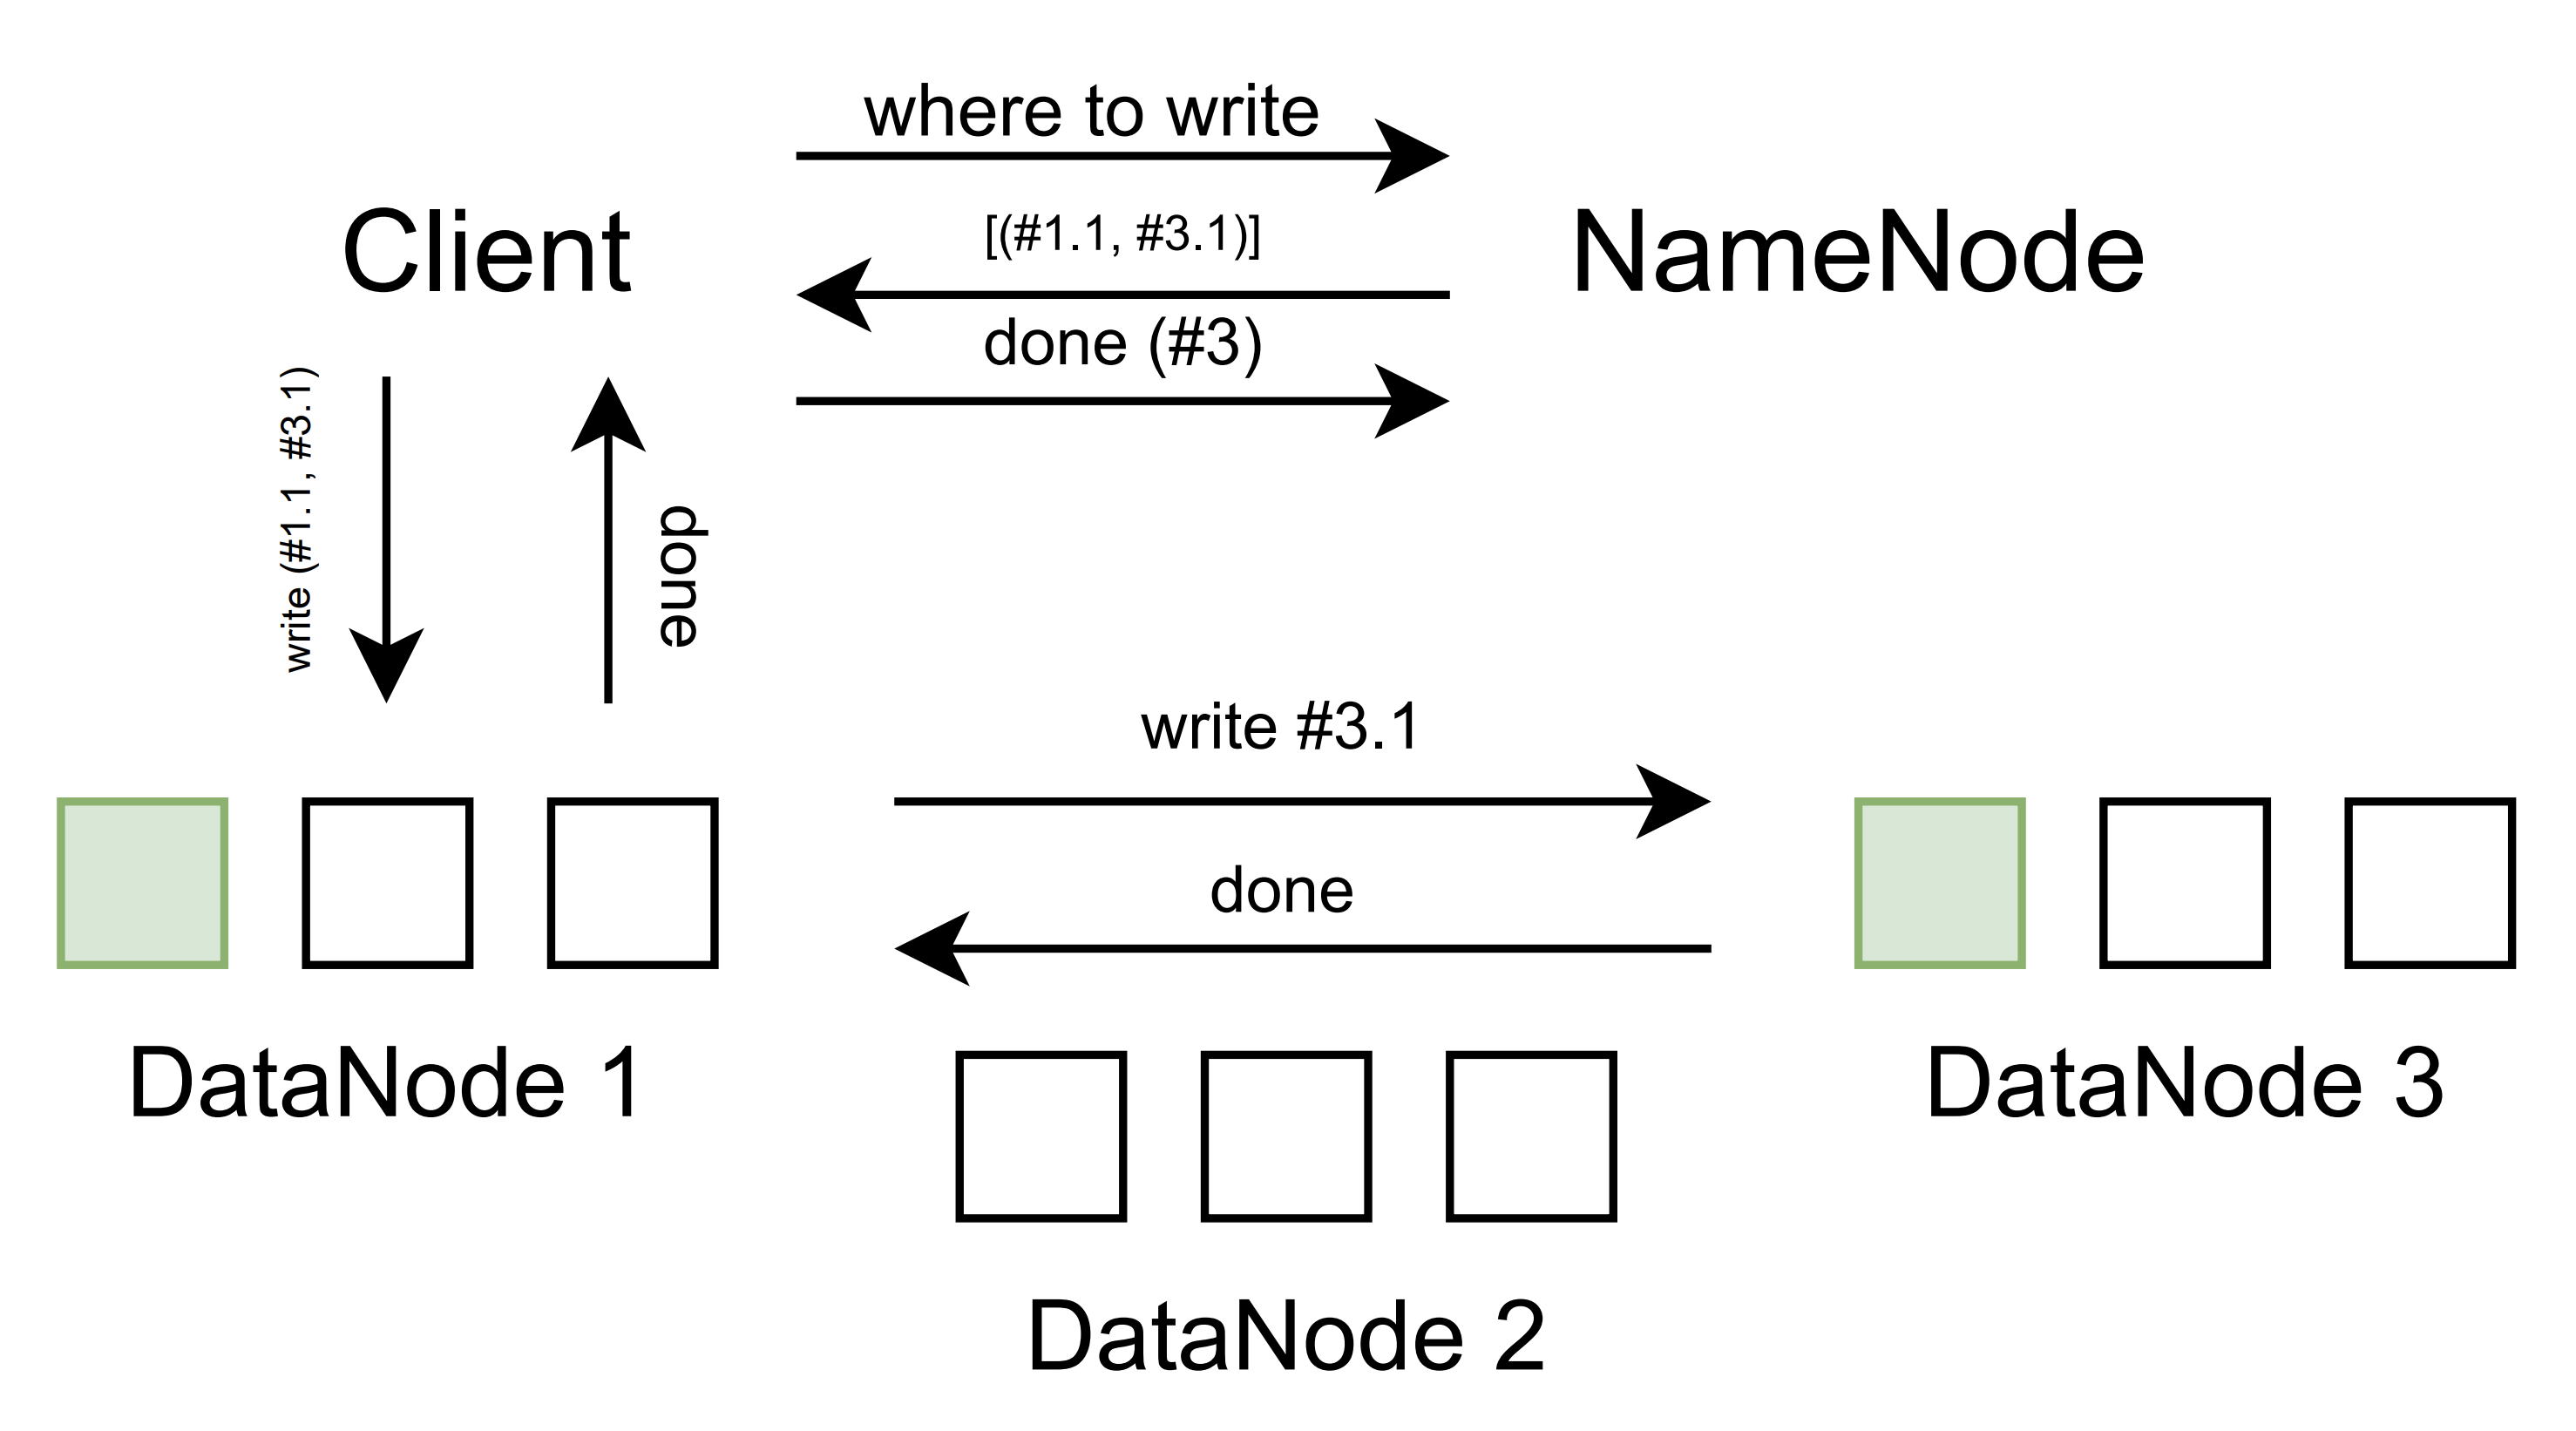 where to write
Client
[(#1.1, #3.1)]
NameNode
done (#3)
write (#1.1, #3.1)
done
write #3.1
done
DataNode 1
DataNode 3
DataNode 2